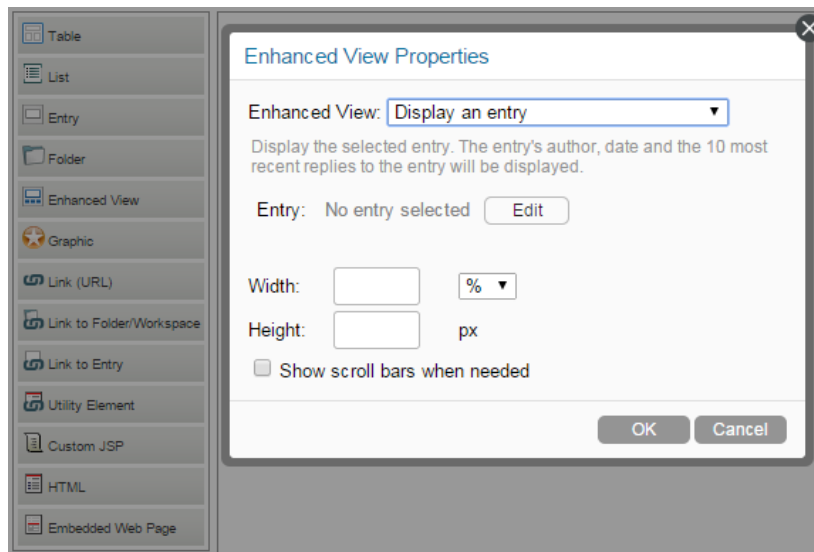 Table
List
Entry
Folder
Enhanced View
Graphic
Link (URL)
Link to Folder/Workspace
Link to Entry
Utility Element
Custom JSP
HTML
Embedded Web Page
Enhanced View Properties
Enhanced View: Display an entry
Display the selected entry. The entry's author, date and the 10 most
recent replies to the entry will be displayed.
Entry: No entry selected Edit
Width: %
Height: px
Show scroll bars when needed
OK Cancel